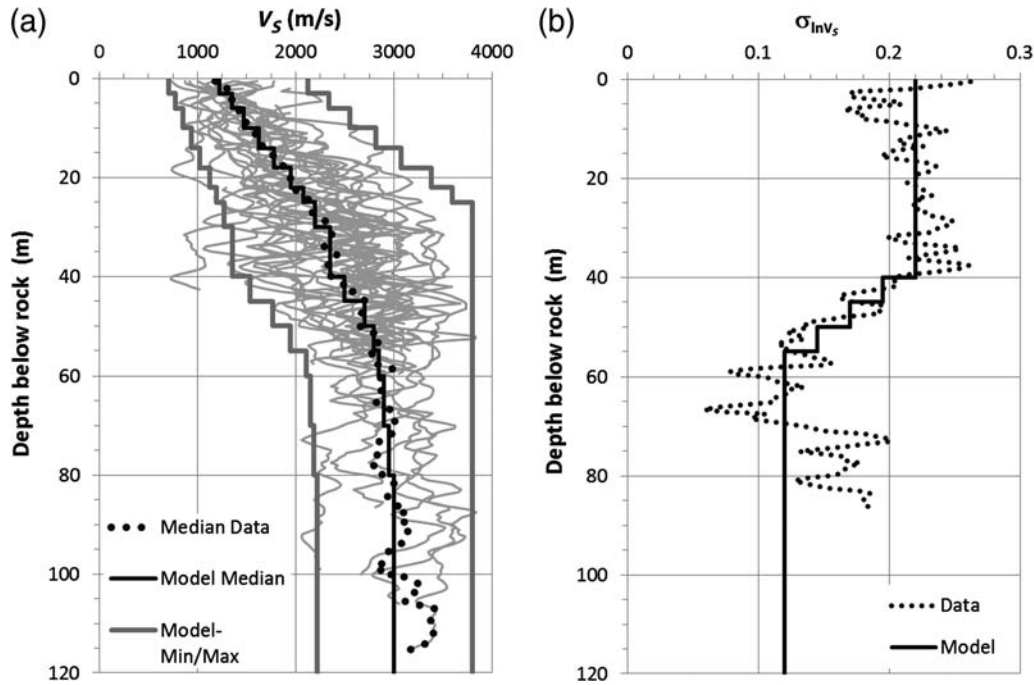 (a)
V_S (m/s)
0 1000 2000 3000 4000
0
20
40
60
80
100
120
Depth below rock (m)
Median Data
Model Median
Model-
Min/Max
(b)
σ_lnV_S
0 0.1 0.2 0.3
0
20
40
60
80
100
120
Depth below rock (m)
Data
Model